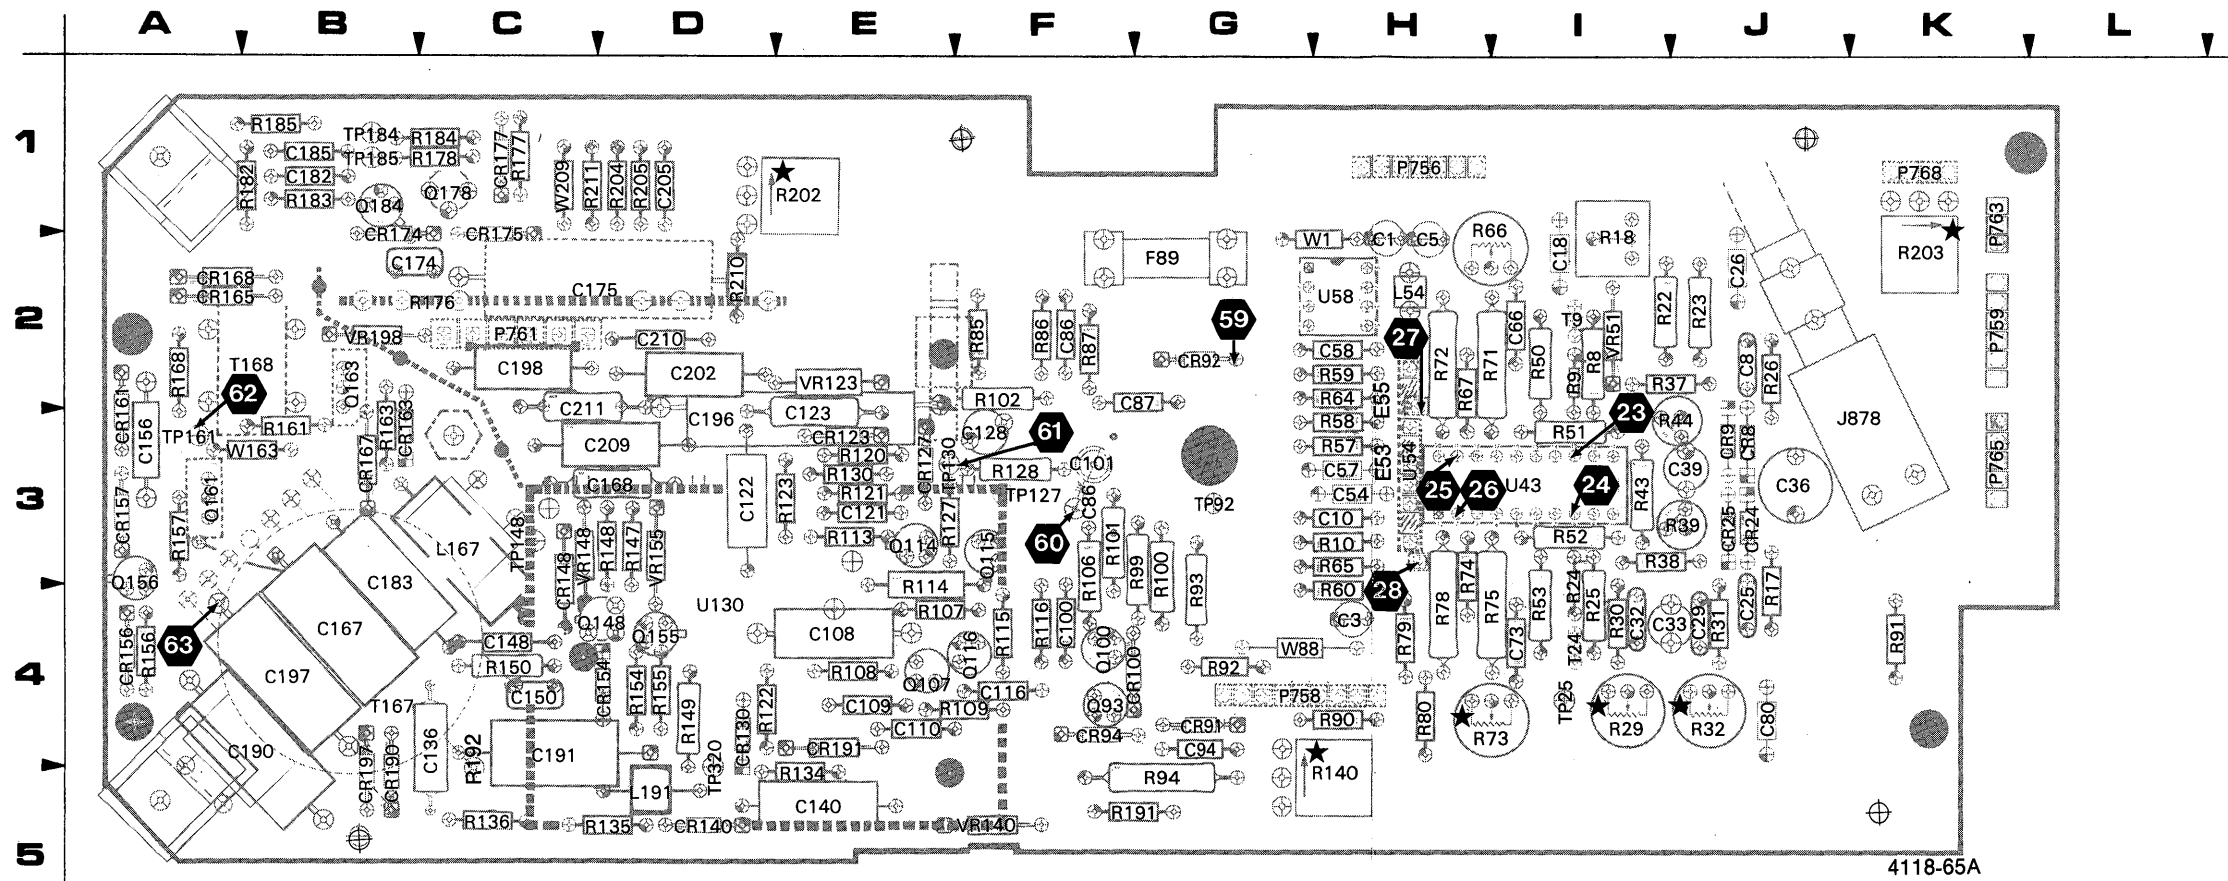 A B C D E F G H I J K L
1
R185 TP184 R184 CR177 R177
C185 TP185 R178
R182 C182 Q178 W209 R211 R204 R205 C205 R202 P756 P768
R183 Q184 P763
CR174 CR175 W1 C1 C5 R66 C18 R18 R203
C174 R210 F89 C26
CR168
CR165 R176 C175 U58 L54 R22 R23
2
59 T9 P759
VR198 P761 C210 R85 R86 C86 R87 27 C66 VR51
R168 T168 C198 C202 CR92 C58 R72 R71 R50 R8 C8 R26
62 Q163 VR123 R59 R67 R9 R37
CR161 C156 R163 CR163 C211 C196 C123 R102 C87 R64 E55 23 R44 J878
TP161 R161 C209 CR123 C128 61 R58 R51 CR9 CR8
W163 CR167 CR127 TP130 R120 R57 E53 U54 P765
C168 R130 R128 C101 C57 C39
3
CR157 Q161 C122 R123 R121 TP127 C86 TP92 C54 25 26 U43 24 R43 C36
R157 L167 TP148 C121 R127 C10 R39 CR25 CR24
CR148 VR148 R148 R147 VR155 R113 Q114 Q115 60 R101 R10 R52
Q156 C183 R114 R106 R99 R100 R93 R65 R74 R38
U130 R107 R60 28 R78 R75 R53 R24 R25 C25 R17
63 C167 Q148 Q155 C108 R115 R116 C100 C3 R79 R30 C32 C33 C29 R31 R91
CR156 R156 C148 Q116 Q100 W88 C73 T24
4
C197 R150 CR154 R108 CR100 R92
C150 R154 R155 Q107 C116 P758
T167 R149 R122 C109 R109 Q93 R90 R80 TP25
C190 C136 R192 C191 CR130 C110 CR94 CR91 R73 R29 R32 C80
CR197 CR190 TP320 CR191 C94
R134 R94 R140
L191 C140 R191
R136 R135 CR140 VR140
5
4118-65A